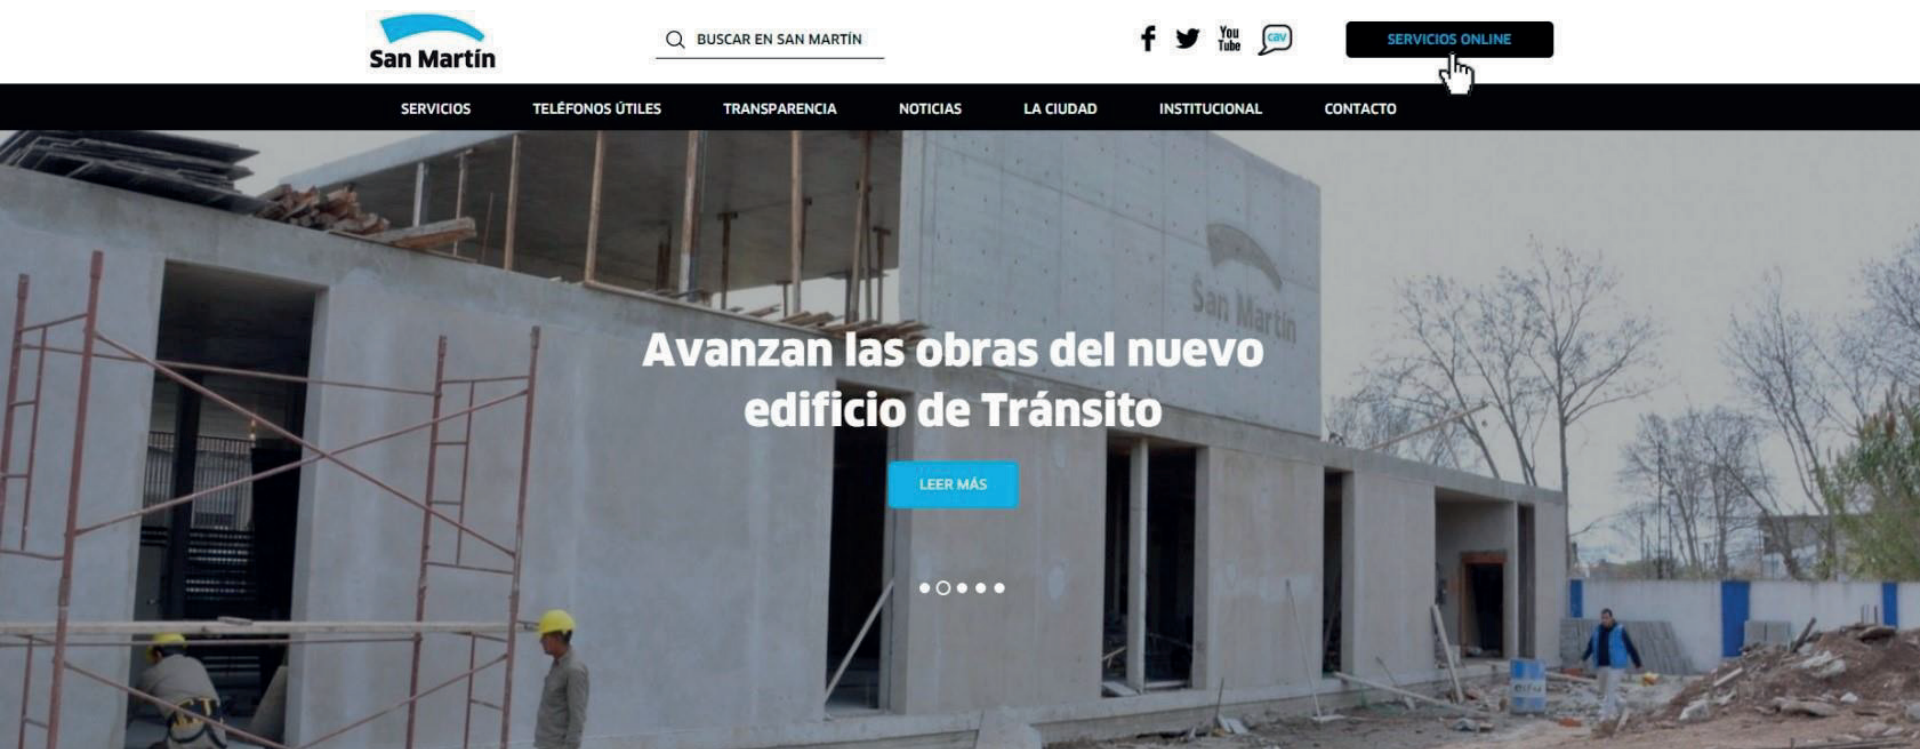 San Martín
BUSCAR EN SAN MARTÍN
You
Tube
cav
SERVICIOS ONLINE
SERVICIOS
TELÉFONOS ÚTILES
TRANSPARENCIA
NOTICIAS
LA CIUDAD
INSTITUCIONAL
CONTACTO
San Martín
Avanzan las obras del nuevo
edificio de Tránsito
LEER MÁS